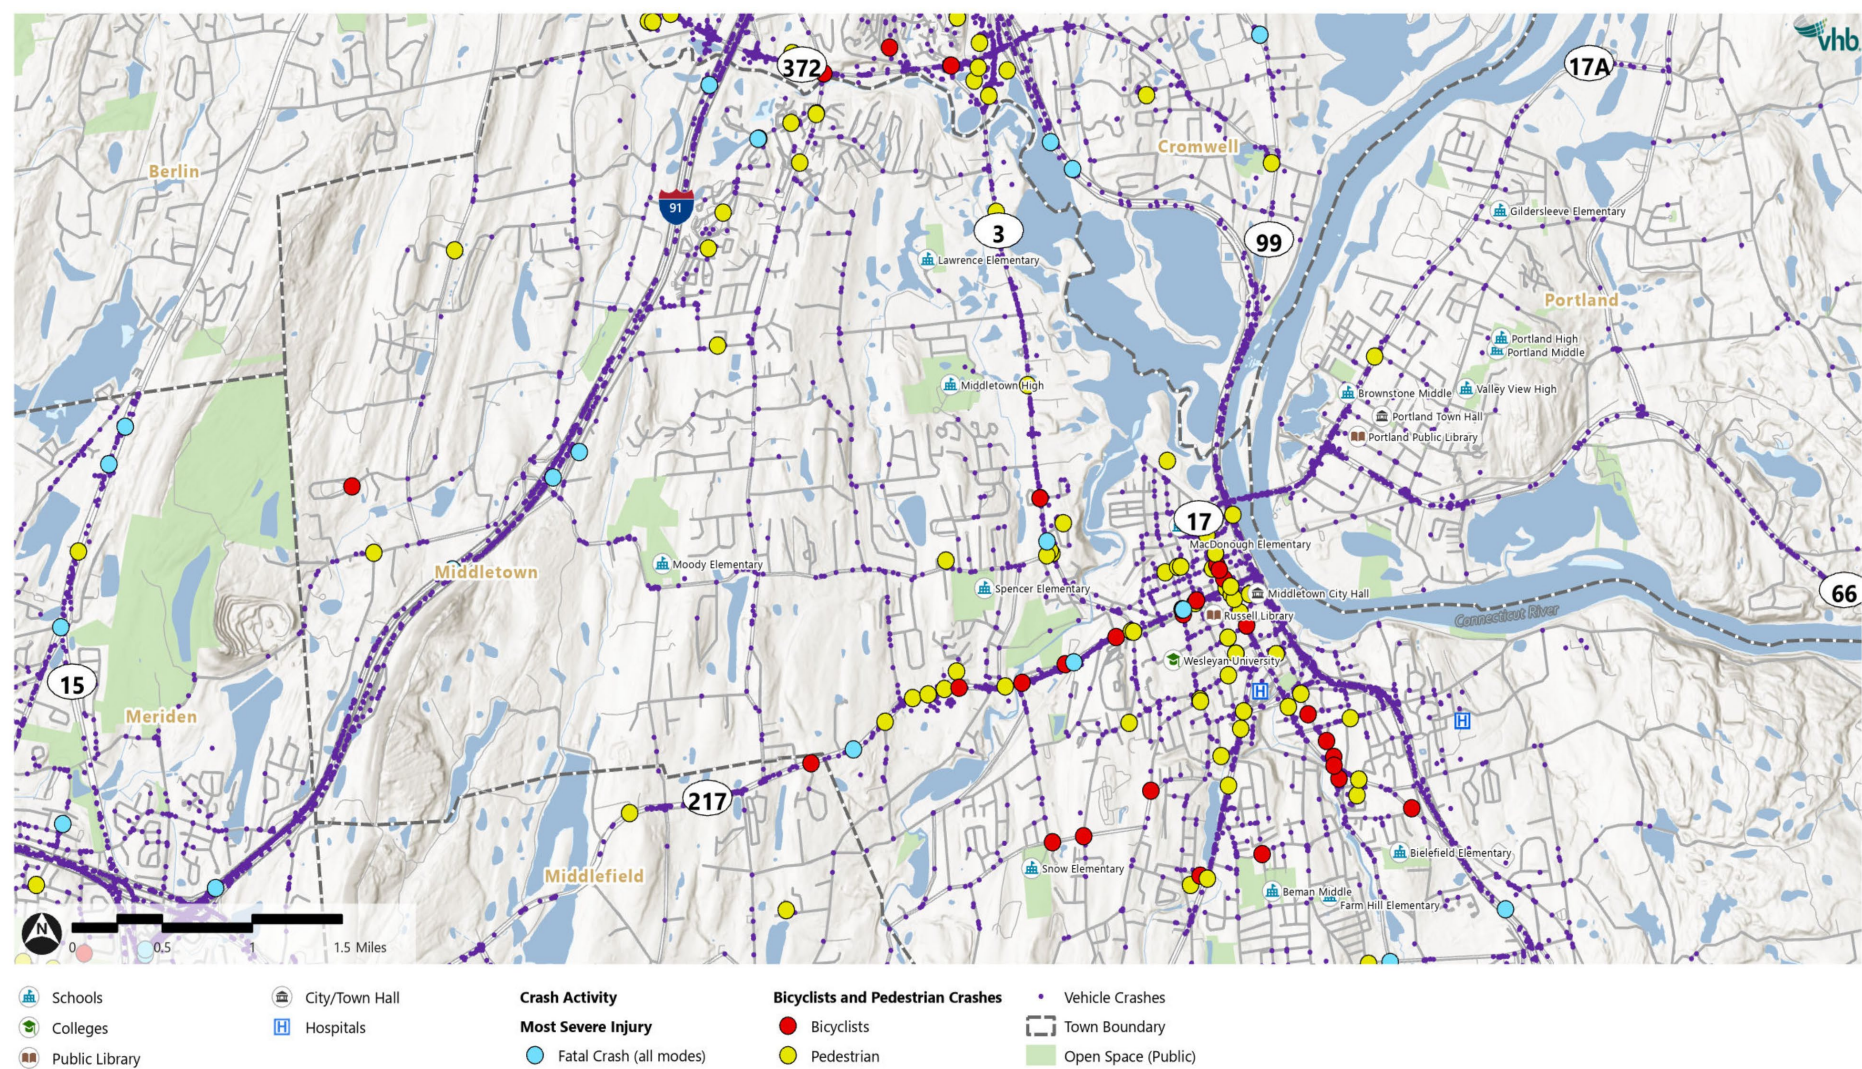 vhb
372
17A
Cromwell
Berlin
91
Gildersleeve Elementary
3
99
Lawrence Elementary
Portland
Portland High
Portland Middle
Middletown High
Brownstone Middle
Valley View High
Portland Town Hall
Portland Public Library
17
MacDonough Elementary
Middletown
Moody Elementary
Spencer Elementary
Middletown City Hall
66
Russell Library
Connecticut River
Wesleyan University
H
15
Meriden
H
217
Middlefield
Snow Elementary
Bielefield Elementary
Beman Middle
Farm Hill Elementary
N
0 0.5 1 1.5 Miles
Schools
Colleges
Public Library
City/Town Hall
H Hospitals
Crash Activity
Most Severe Injury
Fatal Crash (all modes)
Bicyclists and Pedestrian Crashes
Bicyclists
Pedestrian
Vehicle Crashes
Town Boundary
Open Space (Public)